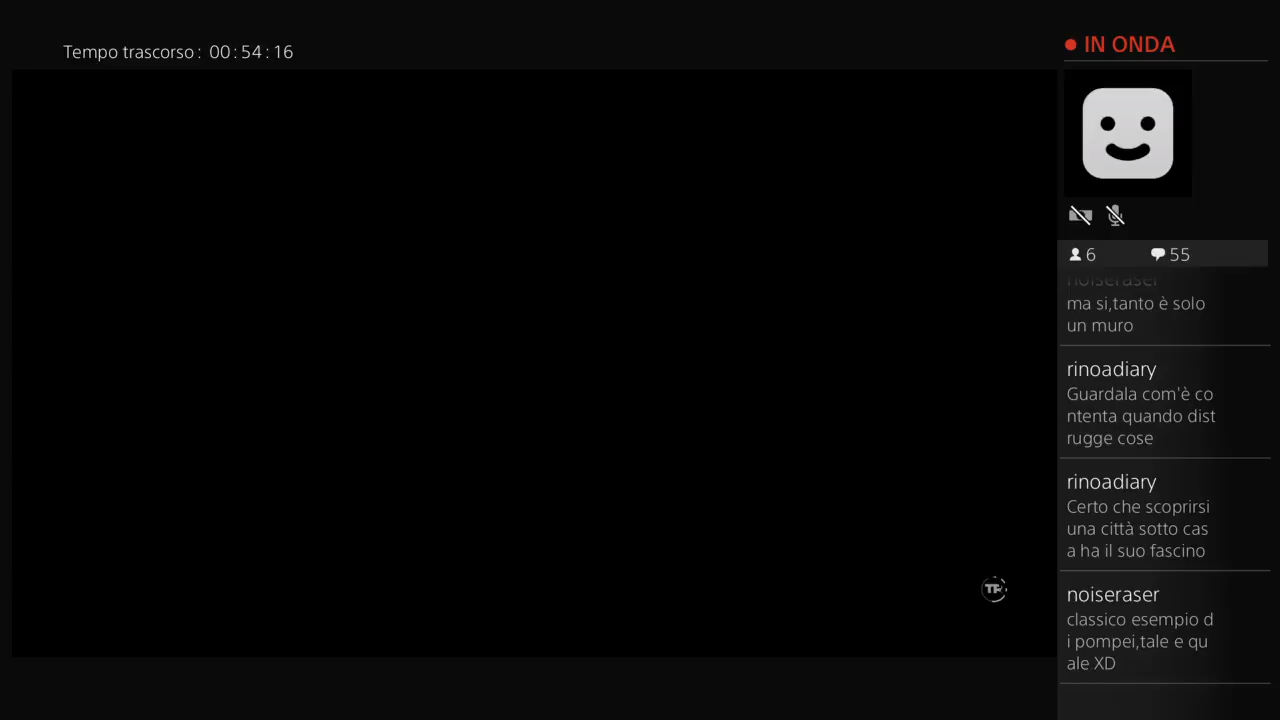 Tempo trascorso: 00:54:16
IN ONDA
6 55
noiseraser
ma si,tanto è solo
un muro
rinoadiary
Guardala com'è co
ntenta quando dist
rugge cose
rinoadiary
Certo che scoprirsi
una città sotto cas
a ha il suo fascino
noiseraser
classico esempio d
i pompei,tale e qu
ale XD